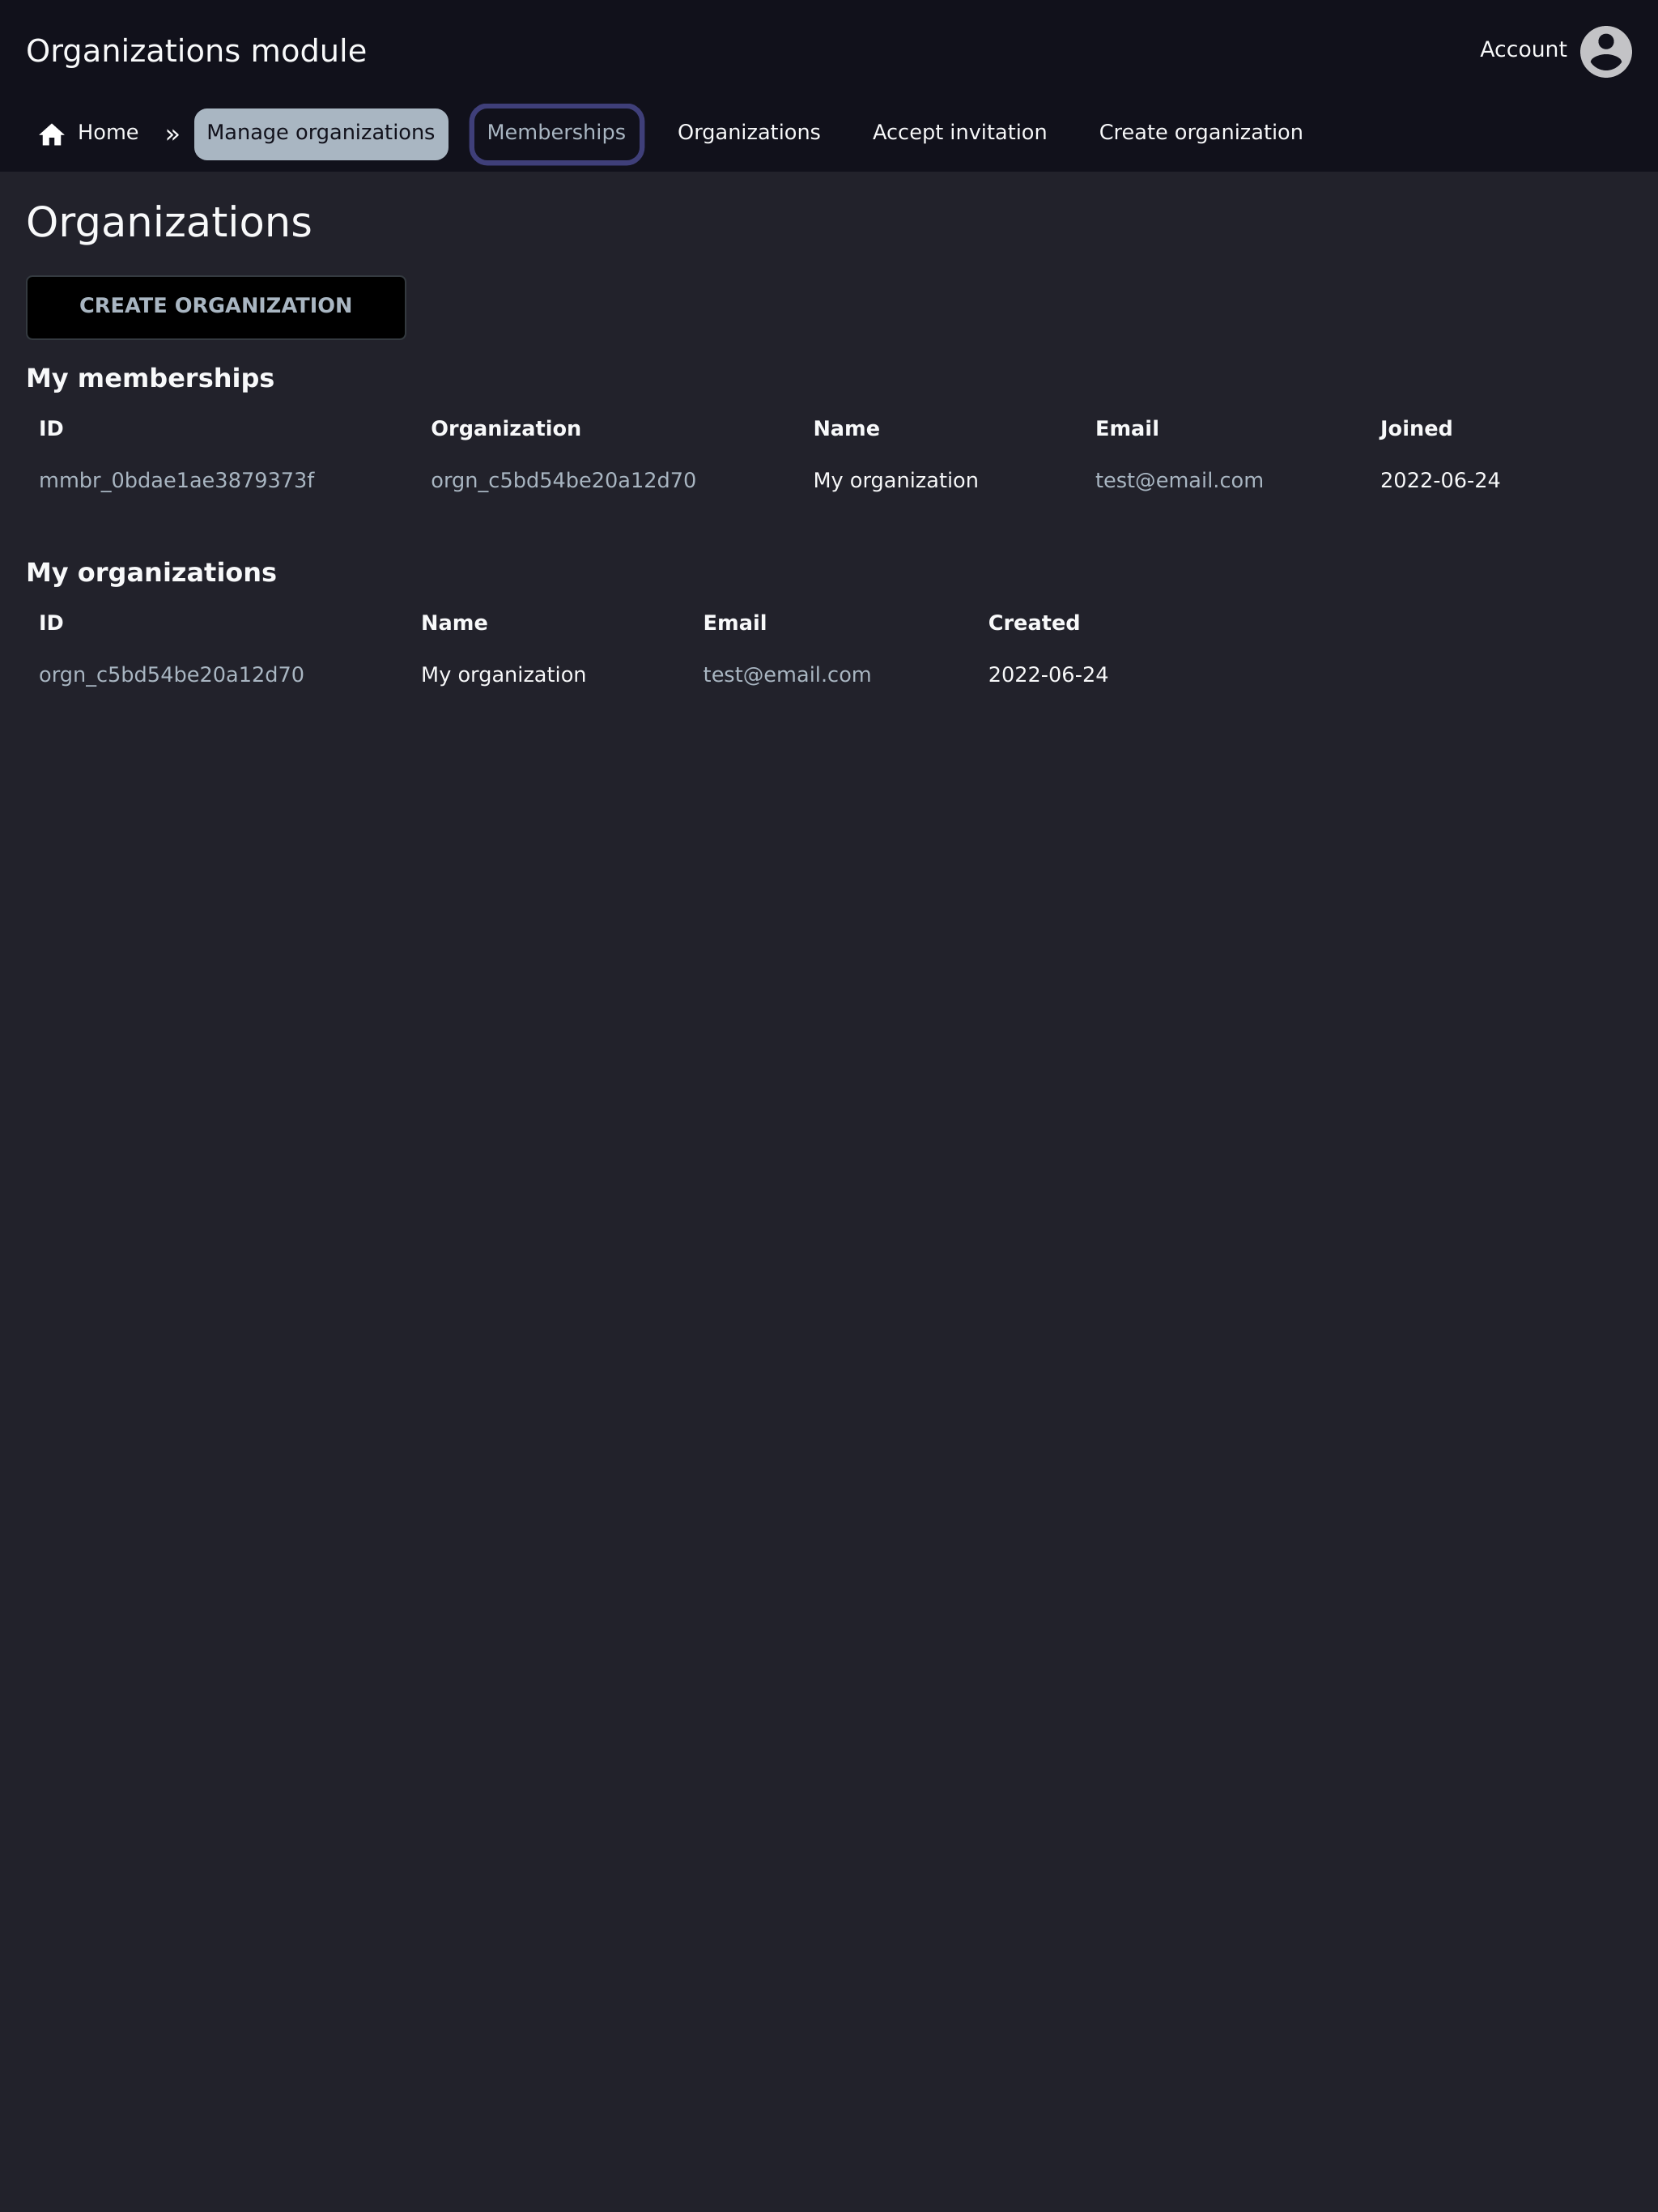 Organizations module
Account
Home » Manage organizations Memberships Organizations Accept invitation Create organization
Organizations
CREATE ORGANIZATION
My memberships
ID Organization Name Email Joined
mmbr_0bdae1ae3879373f orgn_c5bd54be20a12d70 My organization test@email.com 2022-06-24
My organizations
ID Name Email Created
orgn_c5bd54be20a12d70 My organization test@email.com 2022-06-24